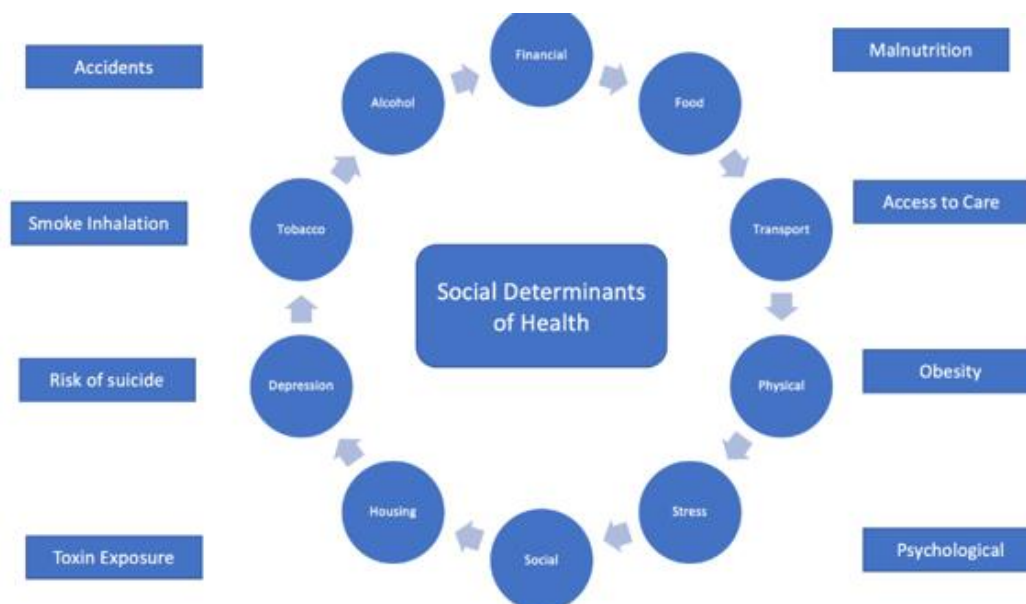 Financial
Accidents
Malnutrition
Alcohol
Food
Smoke Inhalation
Tobacco
Transport
Access to Care
Social Determinants
of Health
Risk of suicide
Depression
Physical
Obesity
Housing
Stress
Toxin Exposure
Social
Psychological